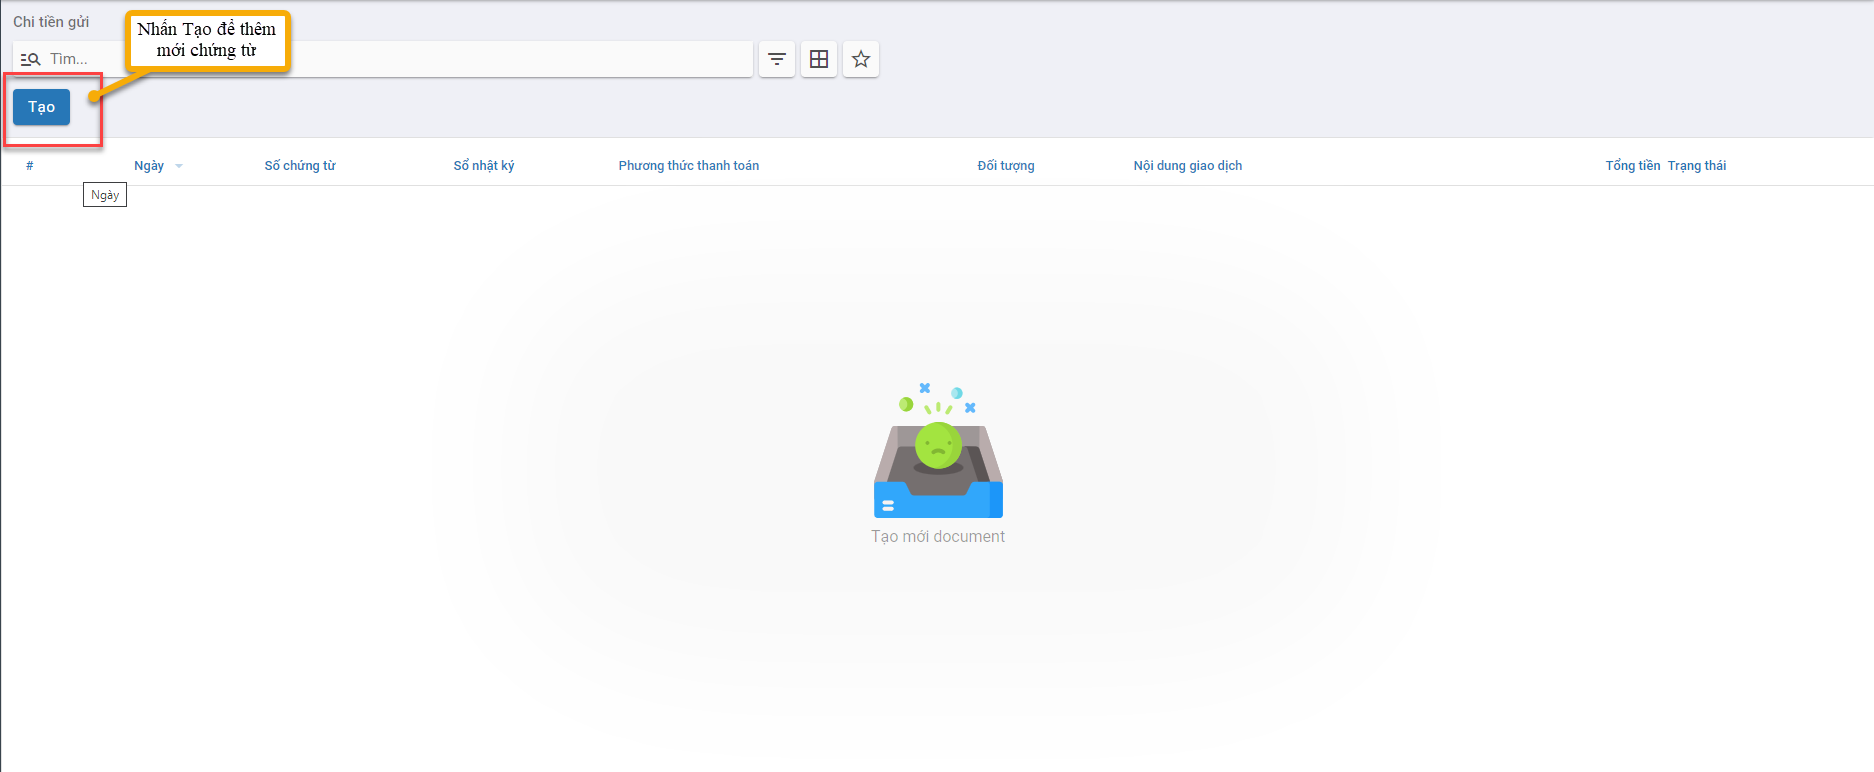 Chi tiền gửi
Nhấn Tạo để thêm
mới chứng từ
Tìm...
Tạo
# Ngày Số chứng từ Sổ nhật ký Phương thức thanh toán Đối tượng Nội dung giao dịch Tổng tiền Trạng thái
Ngày
Tạo mới document